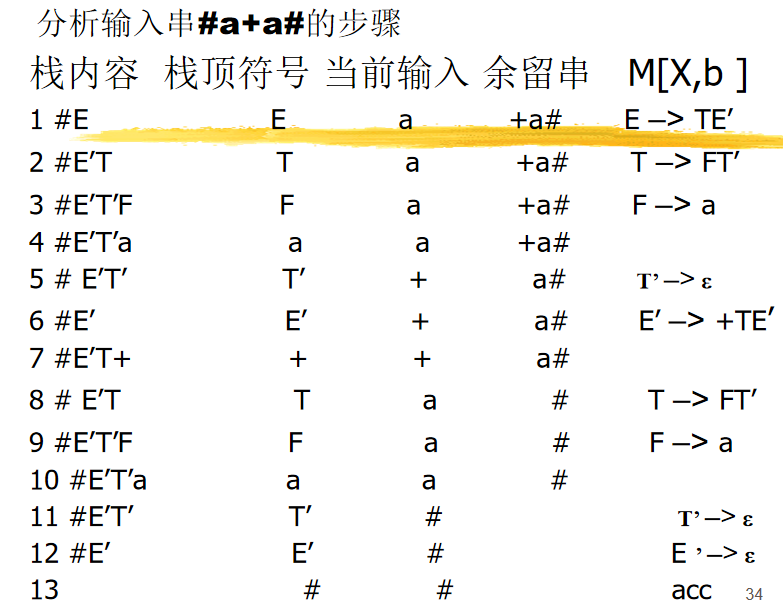 分析输入串#a+a#的步骤
栈内容 栈顶符号 当前输入 余留串 M[X,b ]
1 #E E a +a# E –> TE′
2 #E′T T a +a# T –> FT′
3 #E′T′F F a +a# F –> a
4 #E′T′a a a +a#
5 # E′T′ T′ + a# T’ –> ε
6 #E′ E′ + a# E′ –> +TE′
7 #E′T+ + + a#
8 # E′T T a # T –> FT′
9 #E′T′F F a # F –> a
10 #E′T′a a a #
11 #E′T′ T′ # T’ –> ε
12 #E′ E′ # E ’ –> ε
13 # # acc
34